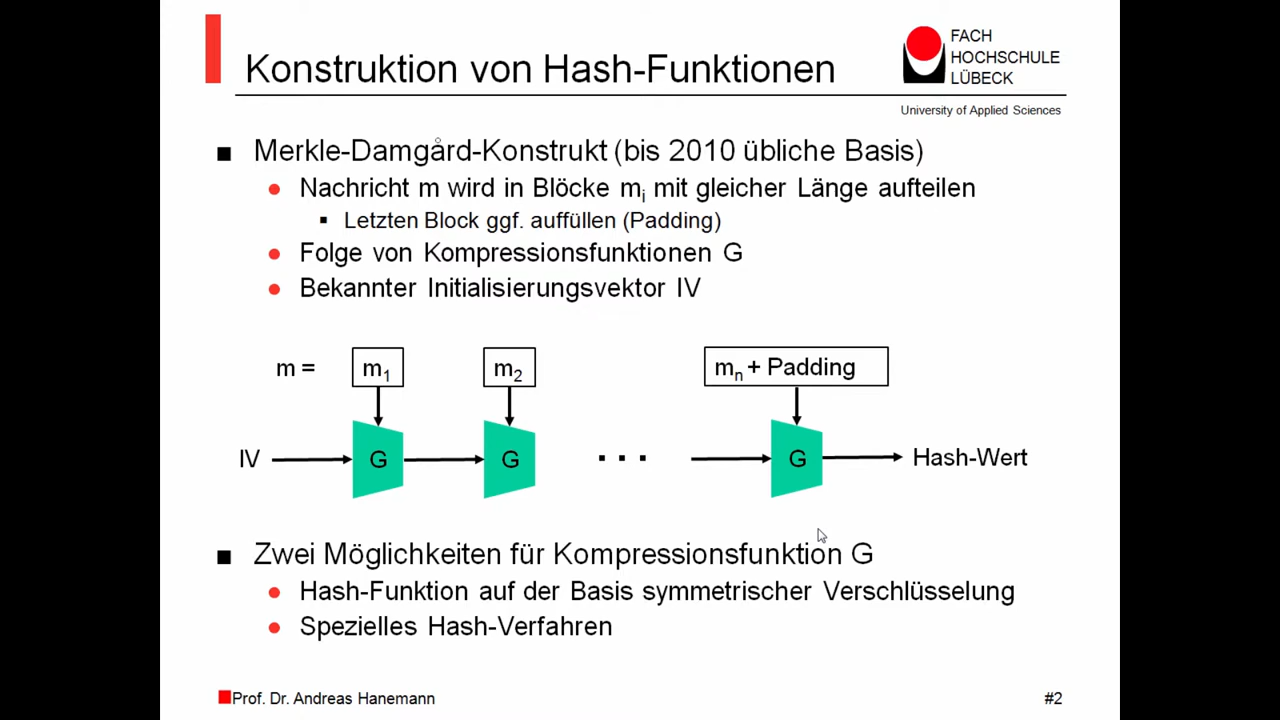 Konstruktion von Hash-Funktionen
FACH
HOCHSCHULE
LÜBECK
University of Applied Sciences
Merkle-Damgård-Konstrukt (bis 2010 übliche Basis)
Nachricht m wird in Blöcke mi mit gleicher Länge aufteilen
Letzten Block ggf. auffüllen (Padding)
Folge von Kompressionsfunktionen G
Bekannter Initialisierungsvektor IV
m = m1 m2 mn + Padding
IV G G ... G Hash-Wert
Zwei Möglichkeiten für Kompressionsfunktion G
Hash-Funktion auf der Basis symmetrischer Verschlüsselung
Spezielles Hash-Verfahren
Prof. Dr. Andreas Hanemann #2